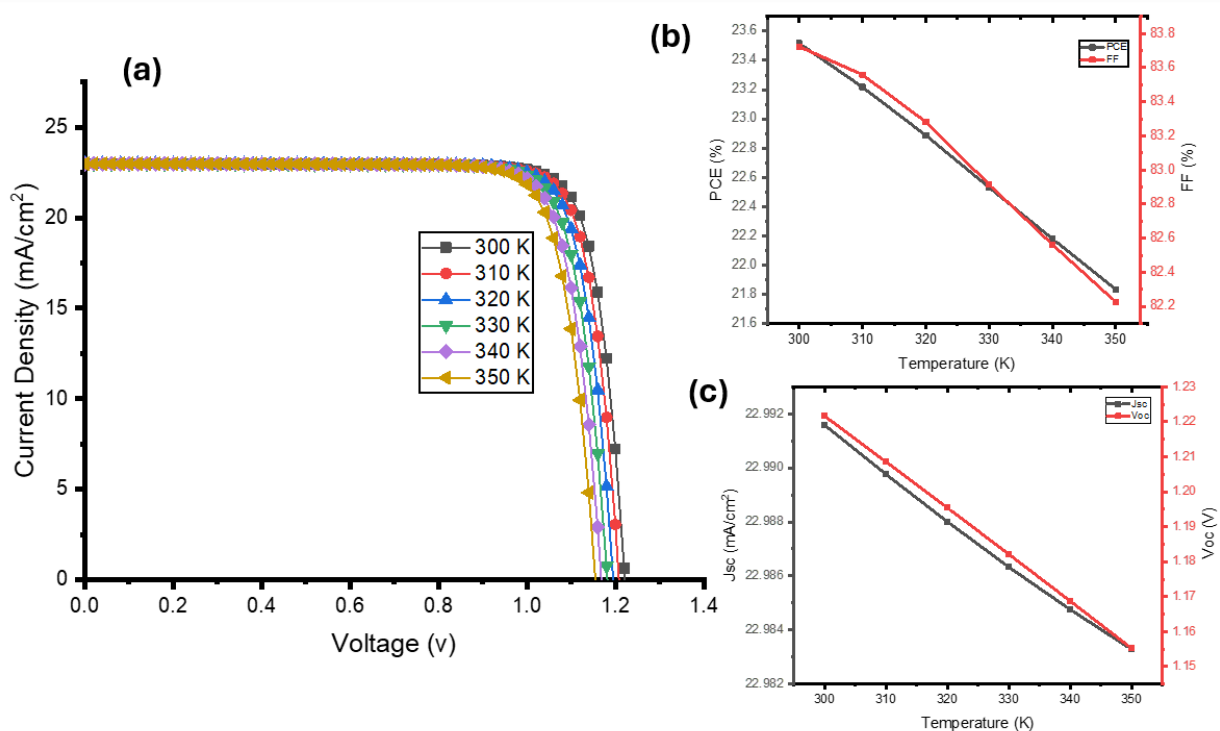 (a)
Current Density (mA/cm²)
25
20
15
10
5
0
0.0 0.2 0.4 0.6 0.8 1.0 1.2 1.4
Voltage (v)
300 K
310 K
320 K
330 K
340 K
350 K
(b)
PCE (%)
23.6
23.4
23.2
23.0
22.8
22.6
22.4
22.2
22.0
21.8
21.6
300 310 320 330 340 350
Temperature (K)
PCE
FF
83.8
83.6
83.4
83.2
83.0
82.8
82.6
82.4
82.2
FF (%)
(c)
Jsc (mA/cm²)
22.992
22.990
22.988
22.986
22.984
22.982
300 310 320 330 340 350
Temperature (K)
Jsc
Voc
1.23
1.22
1.21
1.20
1.19
1.18
1.17
1.16
1.15
Voc (V)